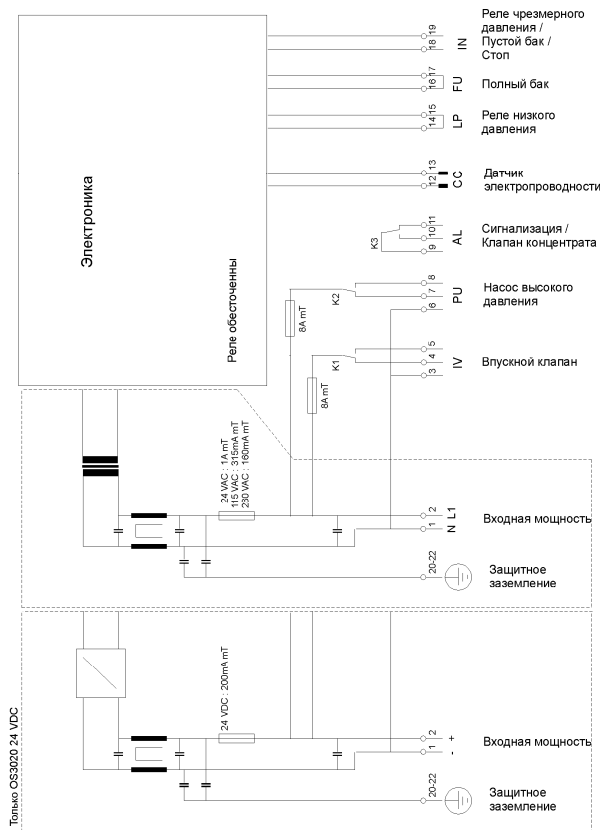 19
18
IN
Реле чрезмерного
давления /
Пустой бак /
Стоп
17
16
FU
Полный бак
15
14
LP
Реле низкого
давления
13
12
CC
Датчик
электропроводности
Электроника
Реле обесточенны
11
10
9
AL
K3
Сигнализация /
Клапан концентрата
8
7
6
PU
K2
8A mT
Насос высокого
давления
5
4
3
IV
K1
8A mT
Впускной клапан
24 VAC : 1A mT
115 VAC : 315mA mT
230 VAC : 160mA mT
2
1
L1
N
Входная мощность
20-22
Защитное
заземление
Только OS3020 24 VDC
24 VDC : 200mA mT
2
1
+
-
Входная мощность
20-22
Защитное
заземление